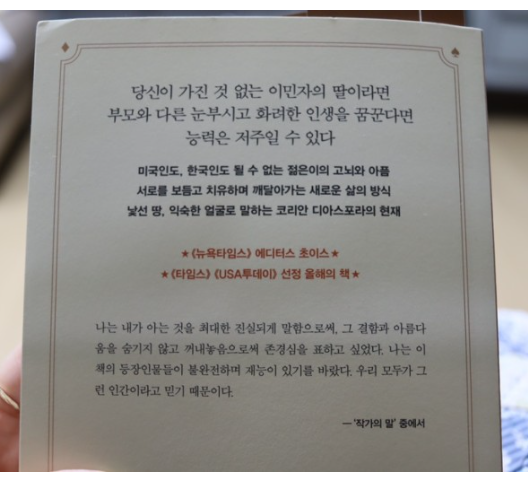 당신이 가진 것 없는 이민자의 딸이라면
부모와 다른 눈부시고 화려한 인생을 꿈꾼다면
능력은 저주일 수 있다
미국인도, 한국인도 될 수 없는 젊은이의 고뇌와 아픔
서로를 보듬고 치유하며 깨달아가는 새로운 삶의 방식
낯선 땅, 익숙한 얼굴로 말하는 코리안 디아스포라의 현재
★《뉴욕타임스》 에디터스 초이스★
★《타임스》《USA투데이》 선정 올해의 책★
나는 내가 아는 것을 최대한 진실되게 말함으로써, 그 결함과 아름다
움을 숨기지 않고 꺼내놓음으로써 존경심을 표하고 싶었다. 나는 이
책의 등장인물들이 불완전하며 재능이 있기를 바랐다. 우리 모두가 그
런 인간이라고 믿기 때문이다.
— '작가의 말' 중에서